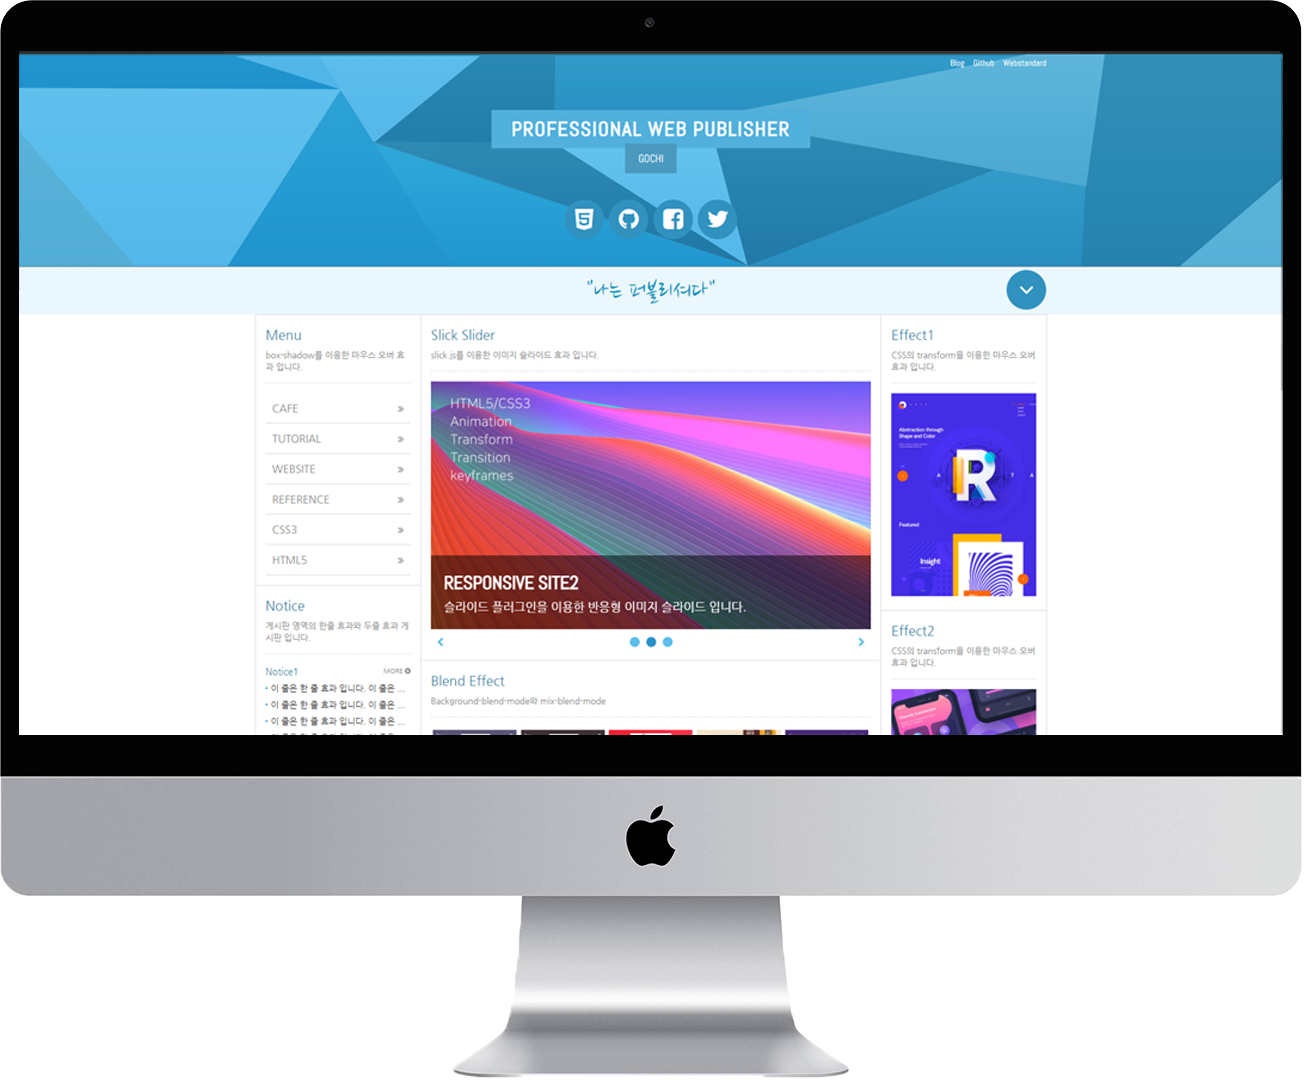 Blog Github Webstandard
PROFESSIONAL WEB PUBLISHER
GOCHI
"나는 퍼블리셔다"
Menu
box-shadow를 이용한 마우스 오버 효
과 입니다.
CAFE
TUTORIAL
WEBSITE
REFERENCE
CSS3
HTML5
Notice
게시판 영역의 한줄 효과와 두줄 효과 게
시판 입니다.
Notice1 MORE
이 줄은 한 줄 효과 입니다. 이 줄은 ...
이 줄은 한 줄 효과 입니다. 이 줄은 ...
이 줄은 한 줄 효과 입니다. 이 줄은 ...
Slick Slider
slick.js를 이용한 이미지 슬라이드 효과 입니다.
HTML5/CSS3
Animation
Transform
Transition
keyframes
RESPONSIVE SITE2
슬라이드 플러그인을 이용한 반응형 이미지 슬라이드 입니다.
Blend Effect
Background-blend-mode와 mix-blend-mode
Effect1
CSS의 transform을 이용한 마우스 오버
효과 입니다.
Abstraction through
Shape and Color
R
A T A
Featured
Insight
Effect2
CSS의 transform을 이용한 마우스 오버
효과 입니다.